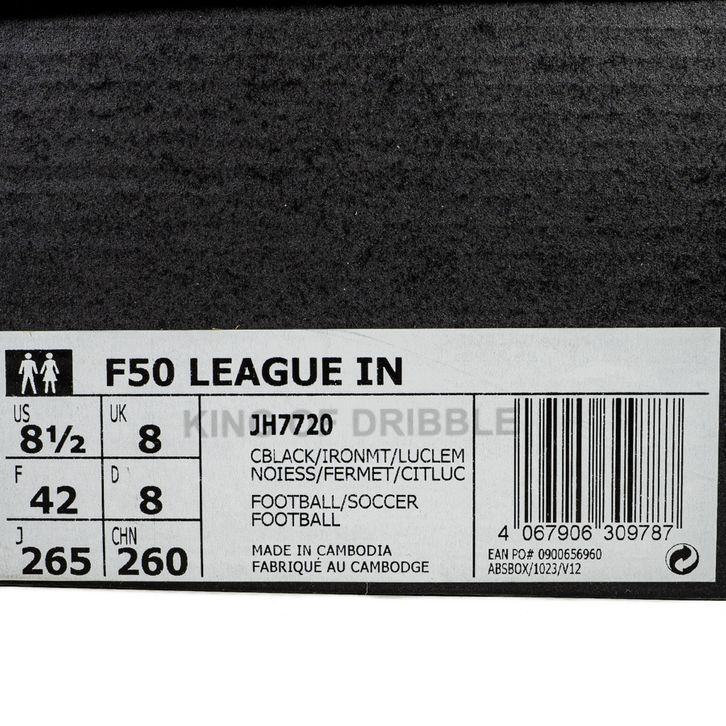 F50 LEAGUE IN
US 8½ UK 8
F 42 D 8
J 265 CHN 260
KING OF DRIBBLE
JH7720
CBLACK/IRONMT/LUCLEM
NOIESS/FERMET/CITLUC
FOOTBALL/SOCCER
FOOTBALL
MADE IN CAMBODIA
FABRIQUÉ AU CAMBODGE
4 067906 309787
EAN PO# 0900656960
ABSBOX/1023/V12